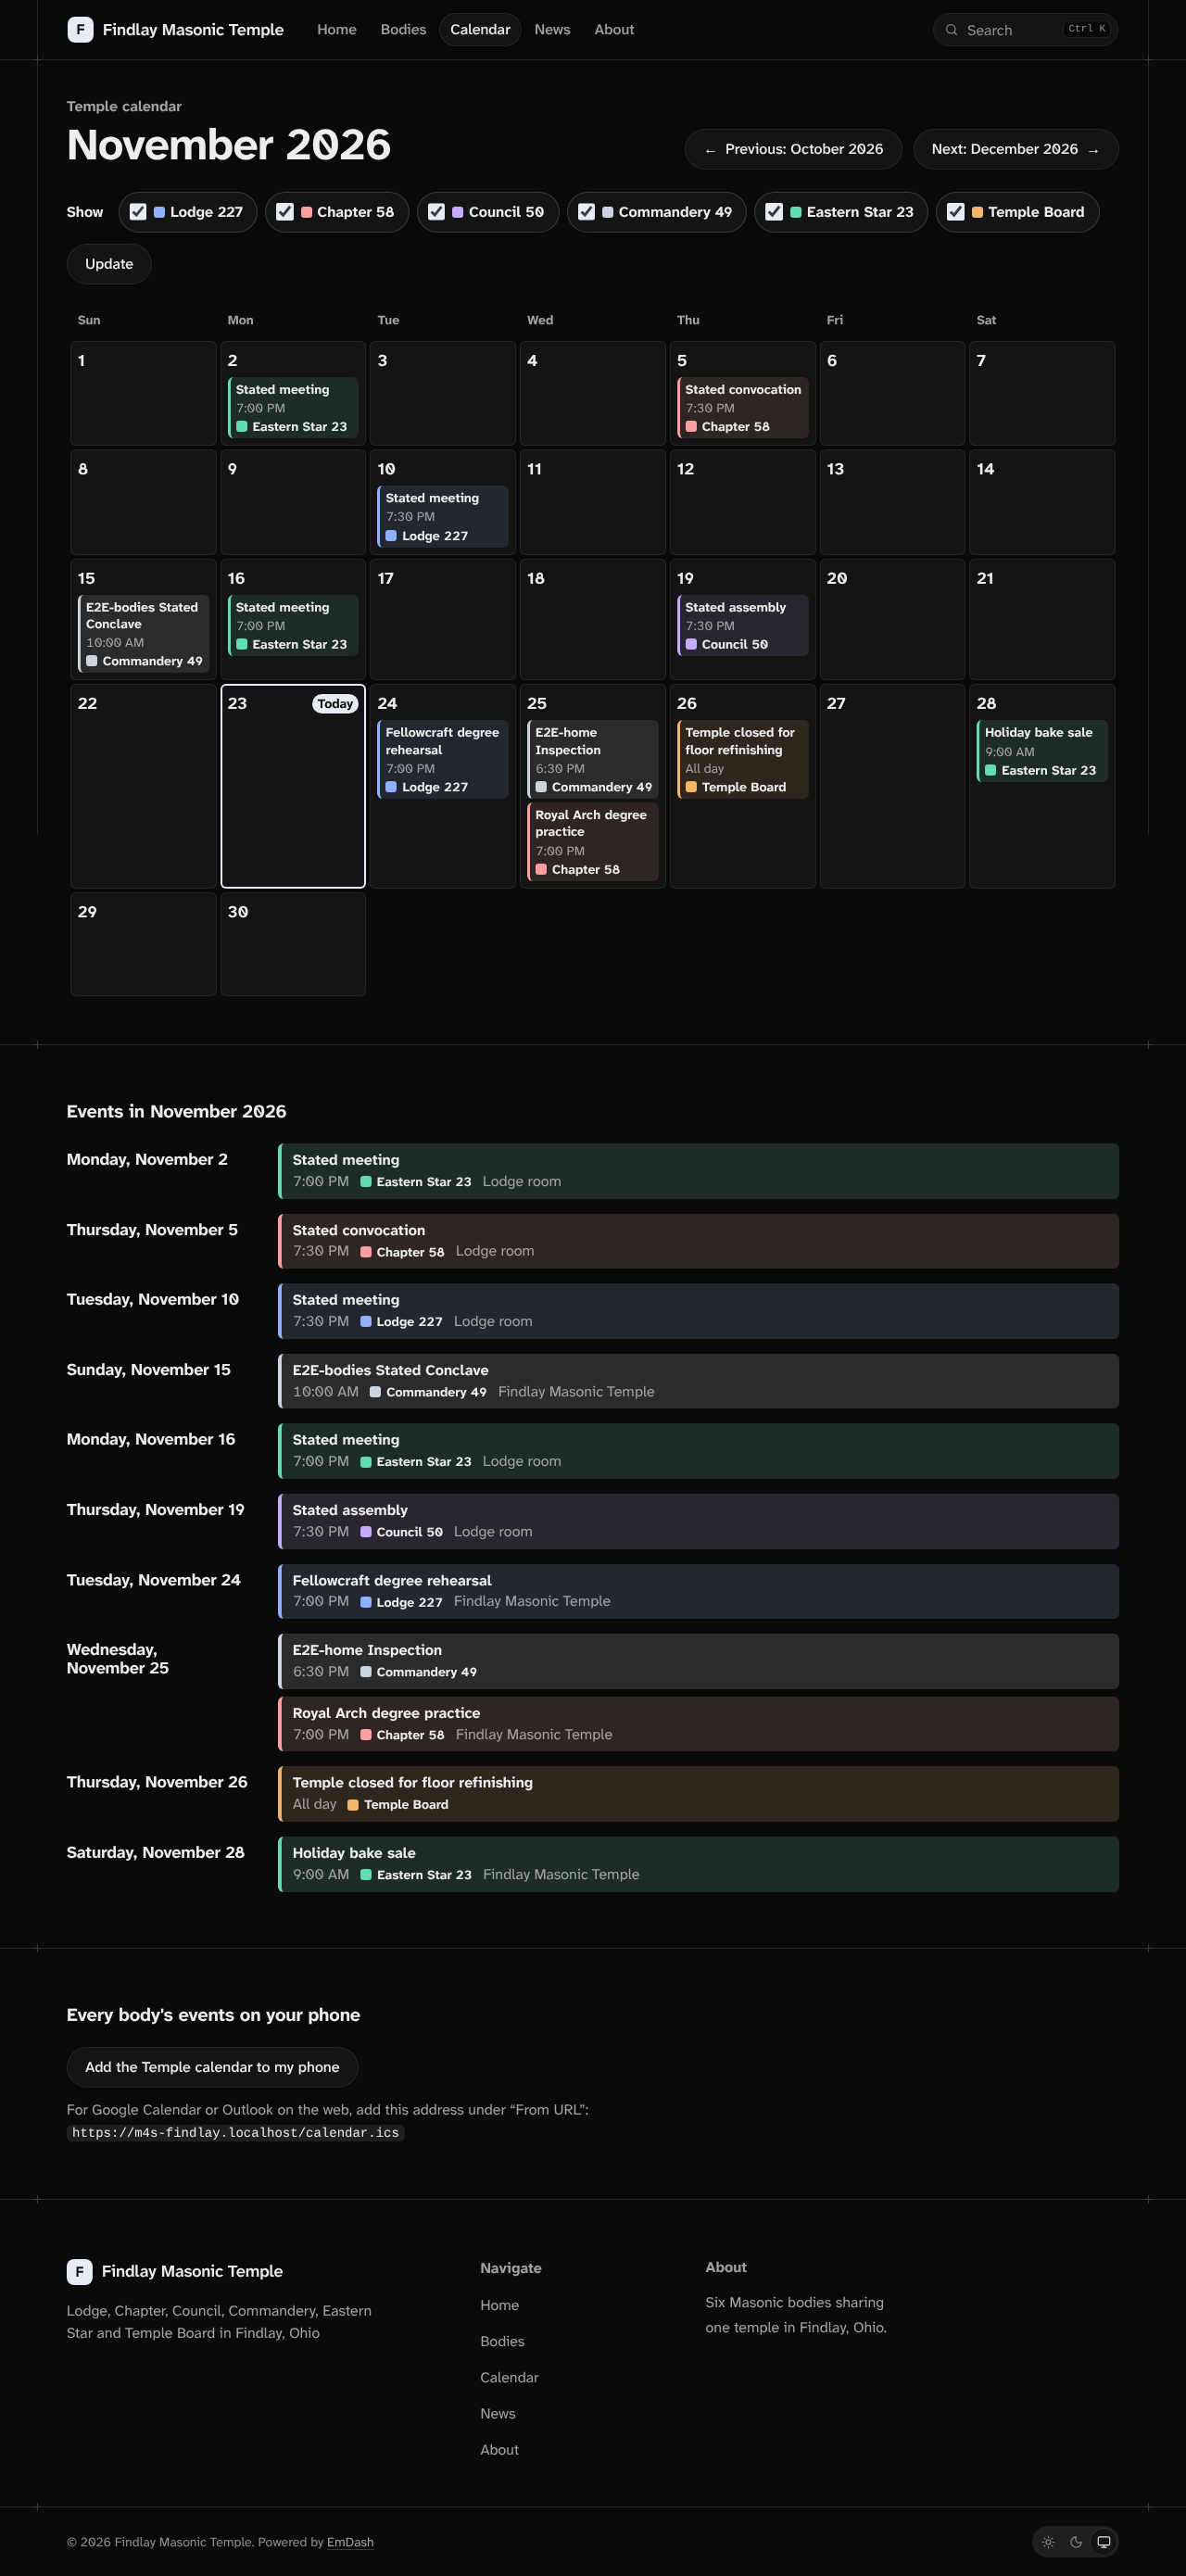 F Findlay Masonic Temple Home Bodies Calendar News About Search Ctrl K
Temple calendar
November 2026
← Previous: October 2026 Next: December 2026 →
Show Lodge 227 Chapter 58 Council 50 Commandery 49 Eastern Star 23 Temple Board
Update
Sun Mon Tue Wed Thu Fri Sat
1
2
Stated meeting
7:00 PM
Eastern Star 23
3
4
5
Stated convocation
7:30 PM
Chapter 58
6
7
8
9
10
Stated meeting
7:30 PM
Lodge 227
11
12
13
14
15
E2E-bodies Stated
Conclave
10:00 AM
Commandery 49
16
Stated meeting
7:00 PM
Eastern Star 23
17
18
19
Stated assembly
7:30 PM
Council 50
20
21
22
23 Today
24
Fellowcraft degree
rehearsal
7:00 PM
Lodge 227
25
E2E-home
Inspection
6:30 PM
Commandery 49
Royal Arch degree
practice
7:00 PM
Chapter 58
26
Temple closed for
floor refinishing
All day
Temple Board
27
28
Holiday bake sale
9:00 AM
Eastern Star 23
29
30
Events in November 2026
Monday, November 2
Stated meeting
7:00 PM Eastern Star 23 Lodge room
Thursday, November 5
Stated convocation
7:30 PM Chapter 58 Lodge room
Tuesday, November 10
Stated meeting
7:30 PM Lodge 227 Lodge room
Sunday, November 15
E2E-bodies Stated Conclave
10:00 AM Commandery 49 Findlay Masonic Temple
Monday, November 16
Stated meeting
7:00 PM Eastern Star 23 Lodge room
Thursday, November 19
Stated assembly
7:30 PM Council 50 Lodge room
Tuesday, November 24
Fellowcraft degree rehearsal
7:00 PM Lodge 227 Findlay Masonic Temple
Wednesday,
November 25
E2E-home Inspection
6:30 PM Commandery 49
Royal Arch degree practice
7:00 PM Chapter 58 Findlay Masonic Temple
Thursday, November 26
Temple closed for floor refinishing
All day Temple Board
Saturday, November 28
Holiday bake sale
9:00 AM Eastern Star 23 Findlay Masonic Temple
Every body's events on your phone
Add the Temple calendar to my phone
For Google Calendar or Outlook on the web, add this address under “From URL”:
https://m4s-findlay.localhost/calendar.ics
F Findlay Masonic Temple
Lodge, Chapter, Council, Commandery, Eastern
Star and Temple Board in Findlay, Ohio
Navigate
Home
Bodies
Calendar
News
About
About
Six Masonic bodies sharing
one temple in Findlay, Ohio.
© 2026 Findlay Masonic Temple. Powered by EmDash